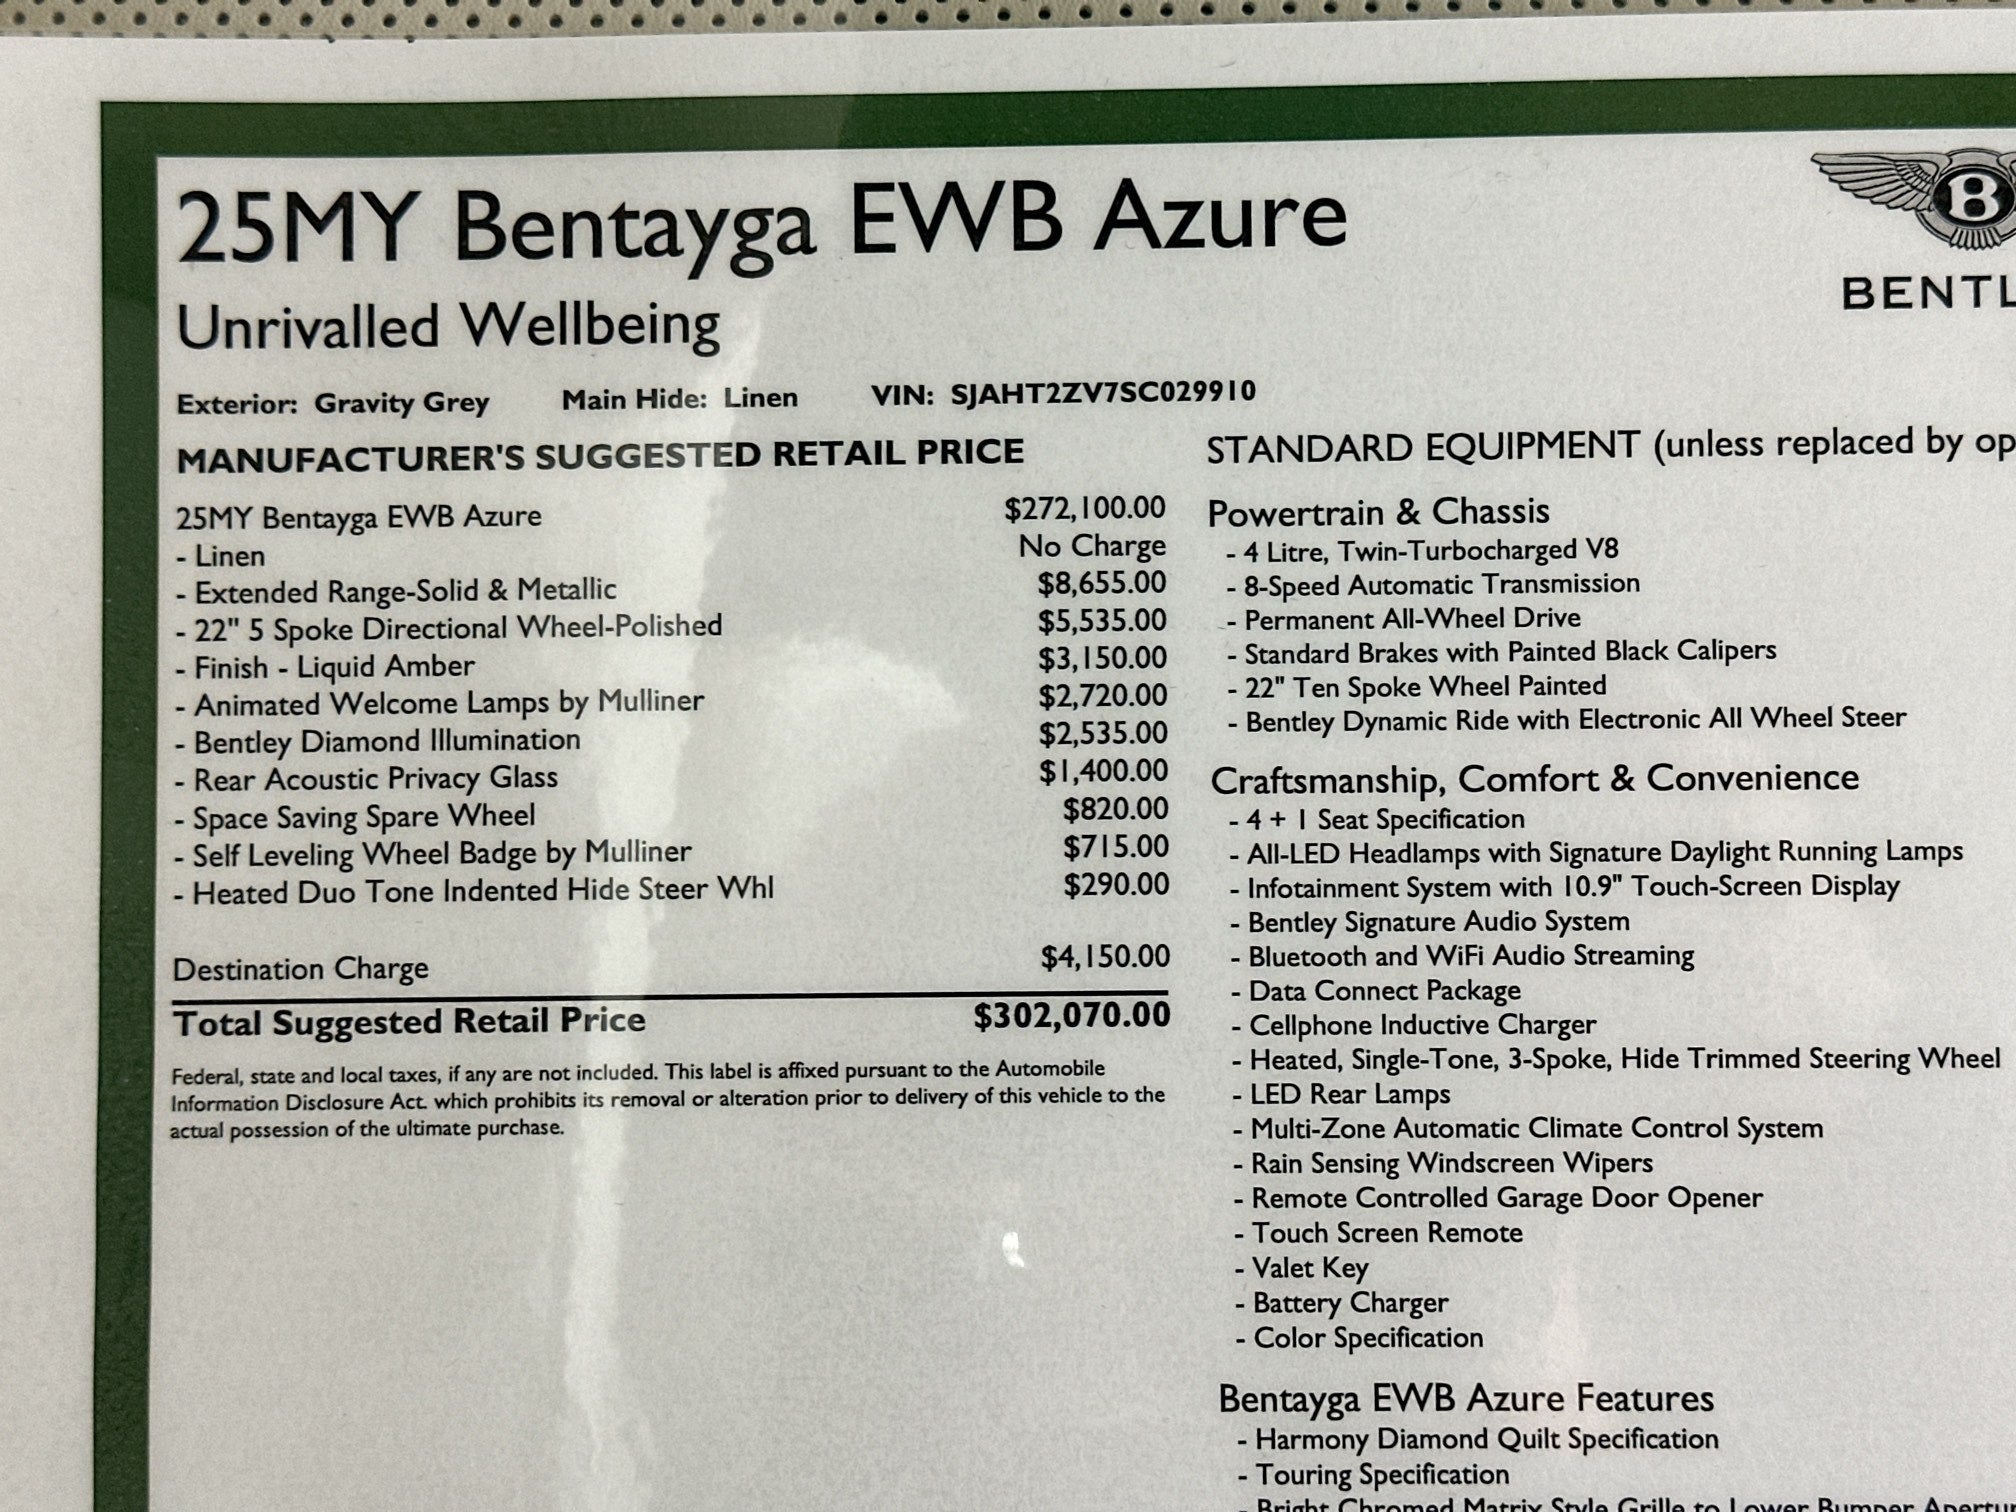 25MY Bentayga EWB Azure
Unrivalled Wellbeing
B
BENTL
Exterior: Gravity Grey Main Hide: Linen VIN: SJAHT2ZV7SC029910
MANUFACTURER'S SUGGESTED RETAIL PRICE
25MY Bentayga EWB Azure $272,100.00
- Linen No Charge
- Extended Range-Solid & Metallic $8,655.00
- 22" 5 Spoke Directional Wheel-Polished $5,535.00
- Finish - Liquid Amber $3,150.00
- Animated Welcome Lamps by Mulliner $2,720.00
- Bentley Diamond Illumination $2,535.00
- Rear Acoustic Privacy Glass $1,400.00
- Space Saving Spare Wheel $820.00
- Self Leveling Wheel Badge by Mulliner $715.00
- Heated Duo Tone Indented Hide Steer Whl $290.00
Destination Charge $4,150.00
Total Suggested Retail Price $302,070.00
Federal, state and local taxes, if any are not included. This label is affixed pursuant to the Automobile
Information Disclosure Act. which prohibits its removal or alteration prior to delivery of this vehicle to the
actual possession of the ultimate purchase.
STANDARD EQUIPMENT (unless replaced by op
Powertrain & Chassis
- 4 Litre, Twin-Turbocharged V8
- 8-Speed Automatic Transmission
- Permanent All-Wheel Drive
- Standard Brakes with Painted Black Calipers
- 22" Ten Spoke Wheel Painted
- Bentley Dynamic Ride with Electronic All Wheel Steer
Craftsmanship, Comfort & Convenience
- 4 + 1 Seat Specification
- All-LED Headlamps with Signature Daylight Running Lamps
- Infotainment System with 10.9" Touch-Screen Display
- Bentley Signature Audio System
- Bluetooth and WiFi Audio Streaming
- Data Connect Package
- Cellphone Inductive Charger
- Heated, Single-Tone, 3-Spoke, Hide Trimmed Steering Wheel
- LED Rear Lamps
- Multi-Zone Automatic Climate Control System
- Rain Sensing Windscreen Wipers
- Remote Controlled Garage Door Opener
- Touch Screen Remote
- Valet Key
- Battery Charger
- Color Specification
Bentayga EWB Azure Features
- Harmony Diamond Quilt Specification
- Touring Specification
- Bright Chromed Matrix Style Grille to Lower Bumper Apertu